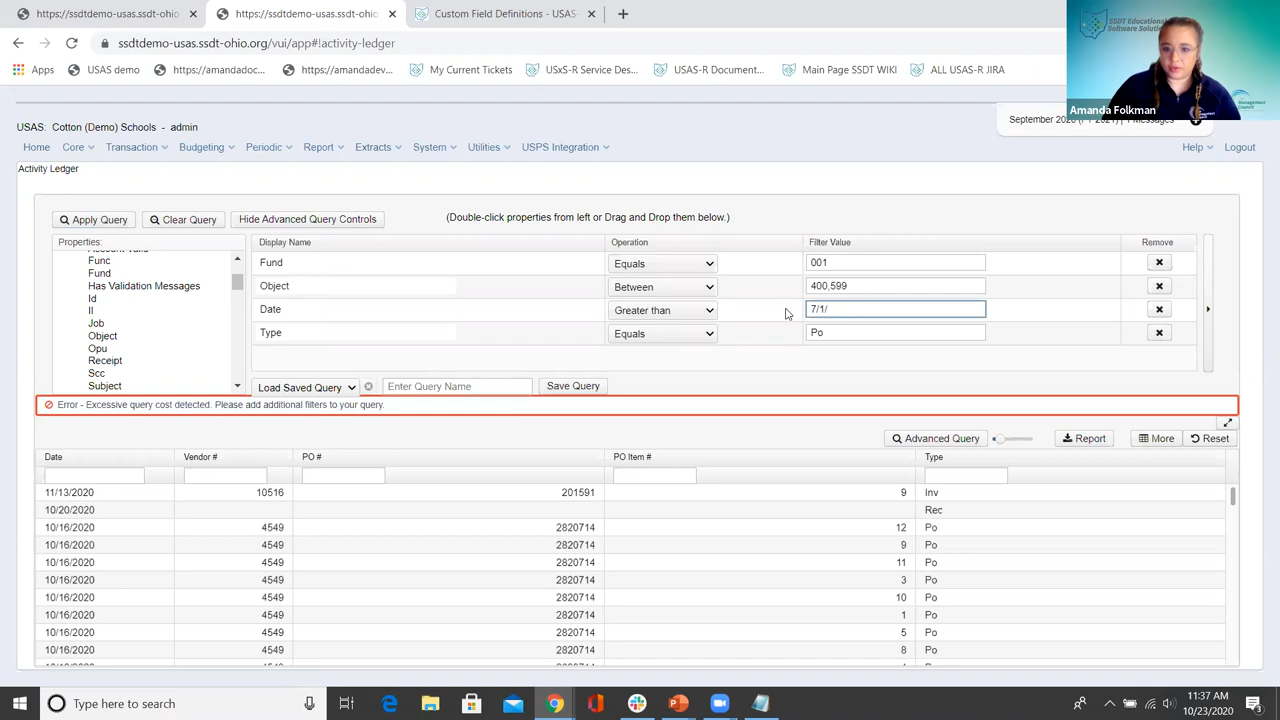 https://ssdtdemo-usas.ssdt-ohio.
https://ssdtdemo-usas.ssdt-ohio.
Custom Field Definitions - USAS-
ssdtdemo-usas.ssdt-ohio.org/vui/app#!activity-ledger
Apps USAS demo https://amandadoc... https://amandadev... My Current Tickets USxS-R Service Des... USAS-R Document... Main Page SSDT WIKI ALL USAS-R JIRA
SSDT Educational
Software Solutions
Amanda Folkman
USAS: Cotton (Demo) Schools - admin
Home Core Transaction Budgeting Periodic Report Extracts System Utilities USPS Integration Help Logout
Activity Ledger
Apply Query Clear Query Hide Advanced Query Controls (Double-click properties from left or Drag and Drop them below.)
Properties: Display Name Operation Filter Value Remove
Func
Fund
Has Validation Messages
Id
Il
Job
Object
Opu
Receipt
Scc
Subject
Fund Equals 001
Object Between 400,599
Date Greater than 7/1/
Type Equals Po
Load Saved Query Enter Query Name Save Query
Error - Excessive query cost detected. Please add additional filters to your query.
Advanced Query Report More Reset
Date Vendor # PO # PO Item # Type
11/13/2020 10516 201591 9 Inv
10/20/2020 Rec
10/16/2020 4549 2820714 12 Po
10/16/2020 4549 2820714 9 Po
10/16/2020 4549 2820714 11 Po
10/16/2020 4549 2820714 3 Po
10/16/2020 4549 2820714 10 Po
10/16/2020 4549 2820714 1 Po
10/16/2020 4549 2820714 5 Po
10/16/2020 4549 2820714 8 Po
Type here to search
11:37 AM
10/23/2020